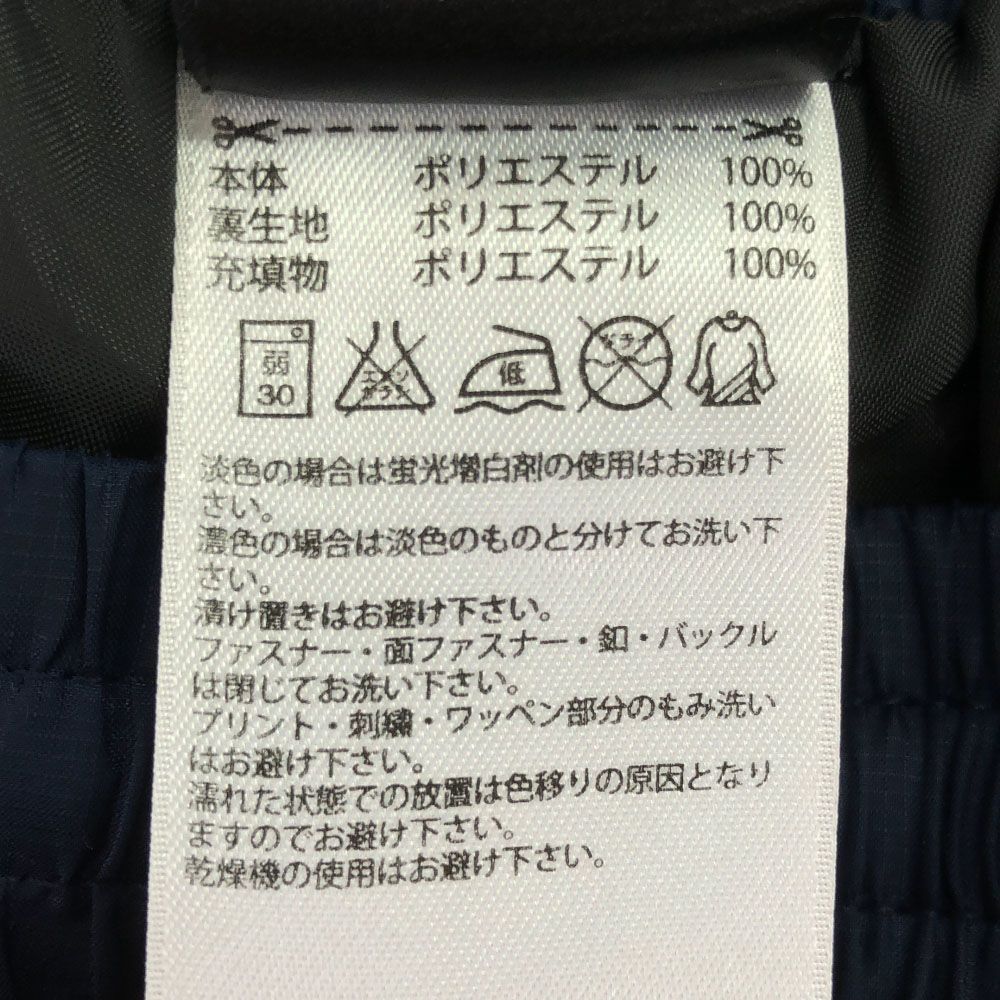 本体 ポリエステル 100%
裏生地 ポリエステル 100%
充填物 ポリエステル 100%
弱 エンソ 低 ドライ
30 サラシ
淡色の場合は蛍光増白剤の使用はお避け下
さい。
濃色の場合は淡色のものと分けてお洗い下
さい。
漬け置きはお避け下さい。
ファスナー・面ファスナー・釦・バックル
は閉じてお洗い下さい。
プリント・刺繍・ワッペン部分のもみ洗い
はお避け下さい。
濡れた状態での放置は色移りの原因となり
ますのでお避け下さい。
乾燥機の使用はお避け下さい。